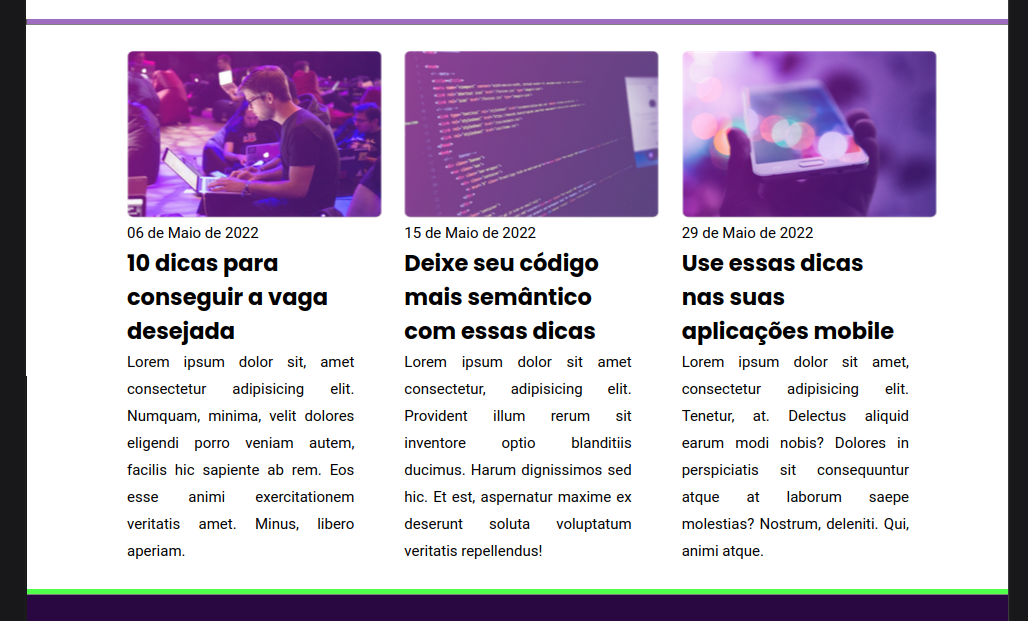 06 de Maio de 2022
10 dicas para
conseguir a vaga
desejada
Lorem ipsum dolor sit, amet
consectetur adipisicing elit.
Numquam, minima, velit dolores
eligendi porro veniam autem,
facilis hic sapiente ab rem. Eos
esse animi exercitationem
veritatis amet. Minus, libero
aperiam.
15 de Maio de 2022
Deixe seu código
mais semântico
com essas dicas
Lorem ipsum dolor sit amet
consectetur, adipisicing elit.
Provident illum rerum sit
inventore optio blanditiis
ducimus. Harum dignissimos sed
hic. Et est, aspernatur maxime ex
deserunt soluta voluptatum
veritatis repellendus!
29 de Maio de 2022
Use essas dicas
nas suas
aplicações mobile
Lorem ipsum dolor sit amet,
consectetur adipisicing elit.
Tenetur, at. Delectus aliquid
earum modi nobis? Dolores in
perspiciatis sit consequuntur
atque at laborum saepe
molestias? Nostrum, deleniti. Qui,
animi atque.